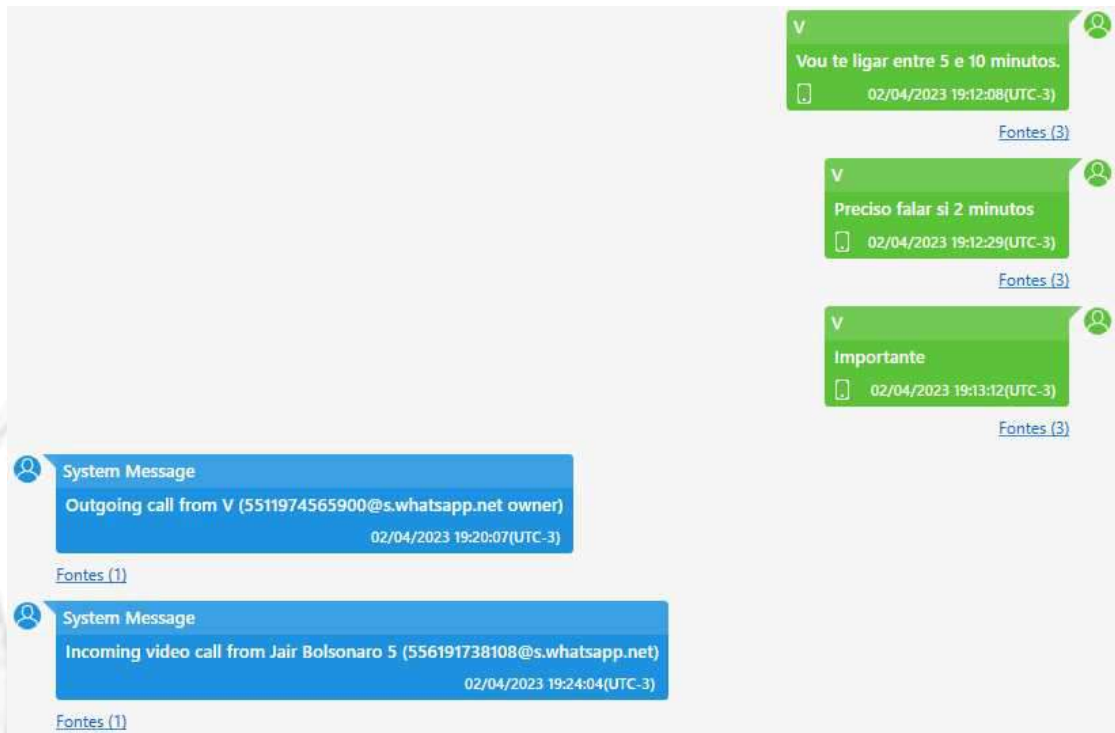 V
Vou te ligar entre 5 e 10 minutos.
02/04/2023 19:12:08(UTC-3)
Fontes (3)
V
Preciso falar si 2 minutos
02/04/2023 19:12:29(UTC-3)
Fontes (3)
V
Importante
02/04/2023 19:13:12(UTC-3)
Fontes (3)
System Message
Outgoing call from V (5511974565900@s.whatsapp.net owner)
02/04/2023 19:20:07(UTC-3)
Fontes (1)
System Message
Incoming video call from Jair Bolsonaro 5 (556191738108@s.whatsapp.net)
02/04/2023 19:24:04(UTC-3)
Fontes (1)